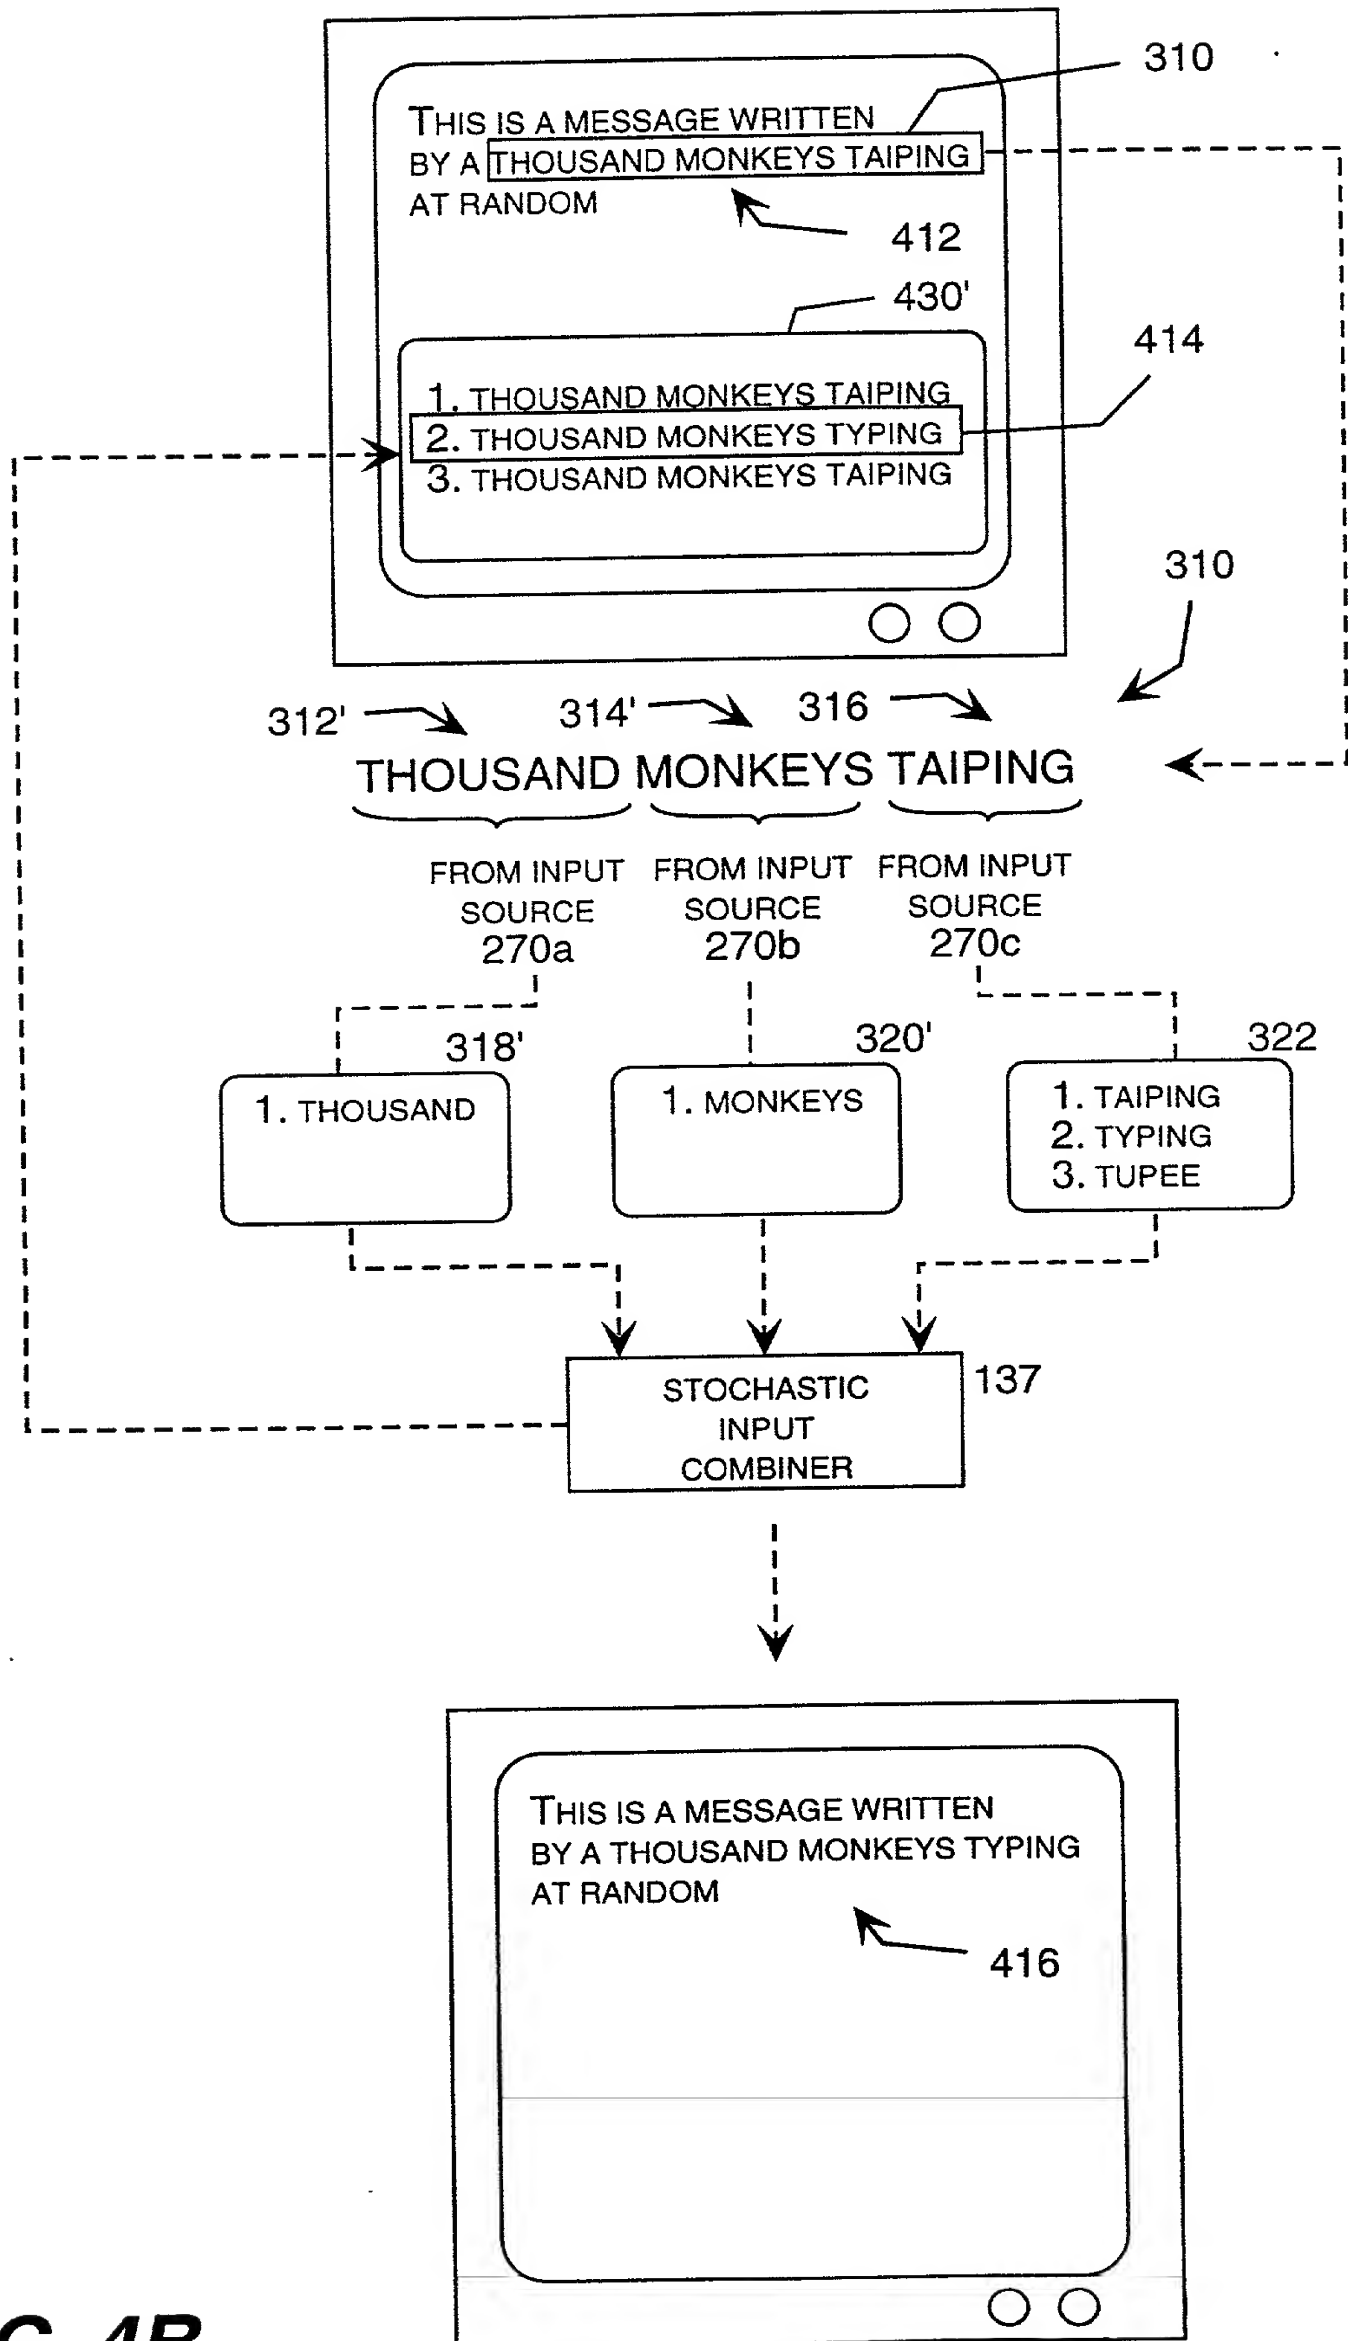 310
THIS IS A MESSAGE WRITTEN
BY A THOUSAND MONKEYS TAIPING
AT RANDOM
412
430'
414
1. THOUSAND MONKEYS TAIPING
2. THOUSAND MONKEYS TYPING
3. THOUSAND MONKEYS TAIPING
310
312' 314' 316
THOUSAND MONKEYS TAIPING
FROM INPUT FROM INPUT FROM INPUT
SOURCE SOURCE SOURCE
270a 270b 270c
318' 320' 322
1. THOUSAND
1. MONKEYS
1. TAIPING
2. TYPING
3. TUPEE
STOCHASTIC
INPUT
COMBINER
137
THIS IS A MESSAGE WRITTEN
BY A THOUSAND MONKEYS TYPING
AT RANDOM
416